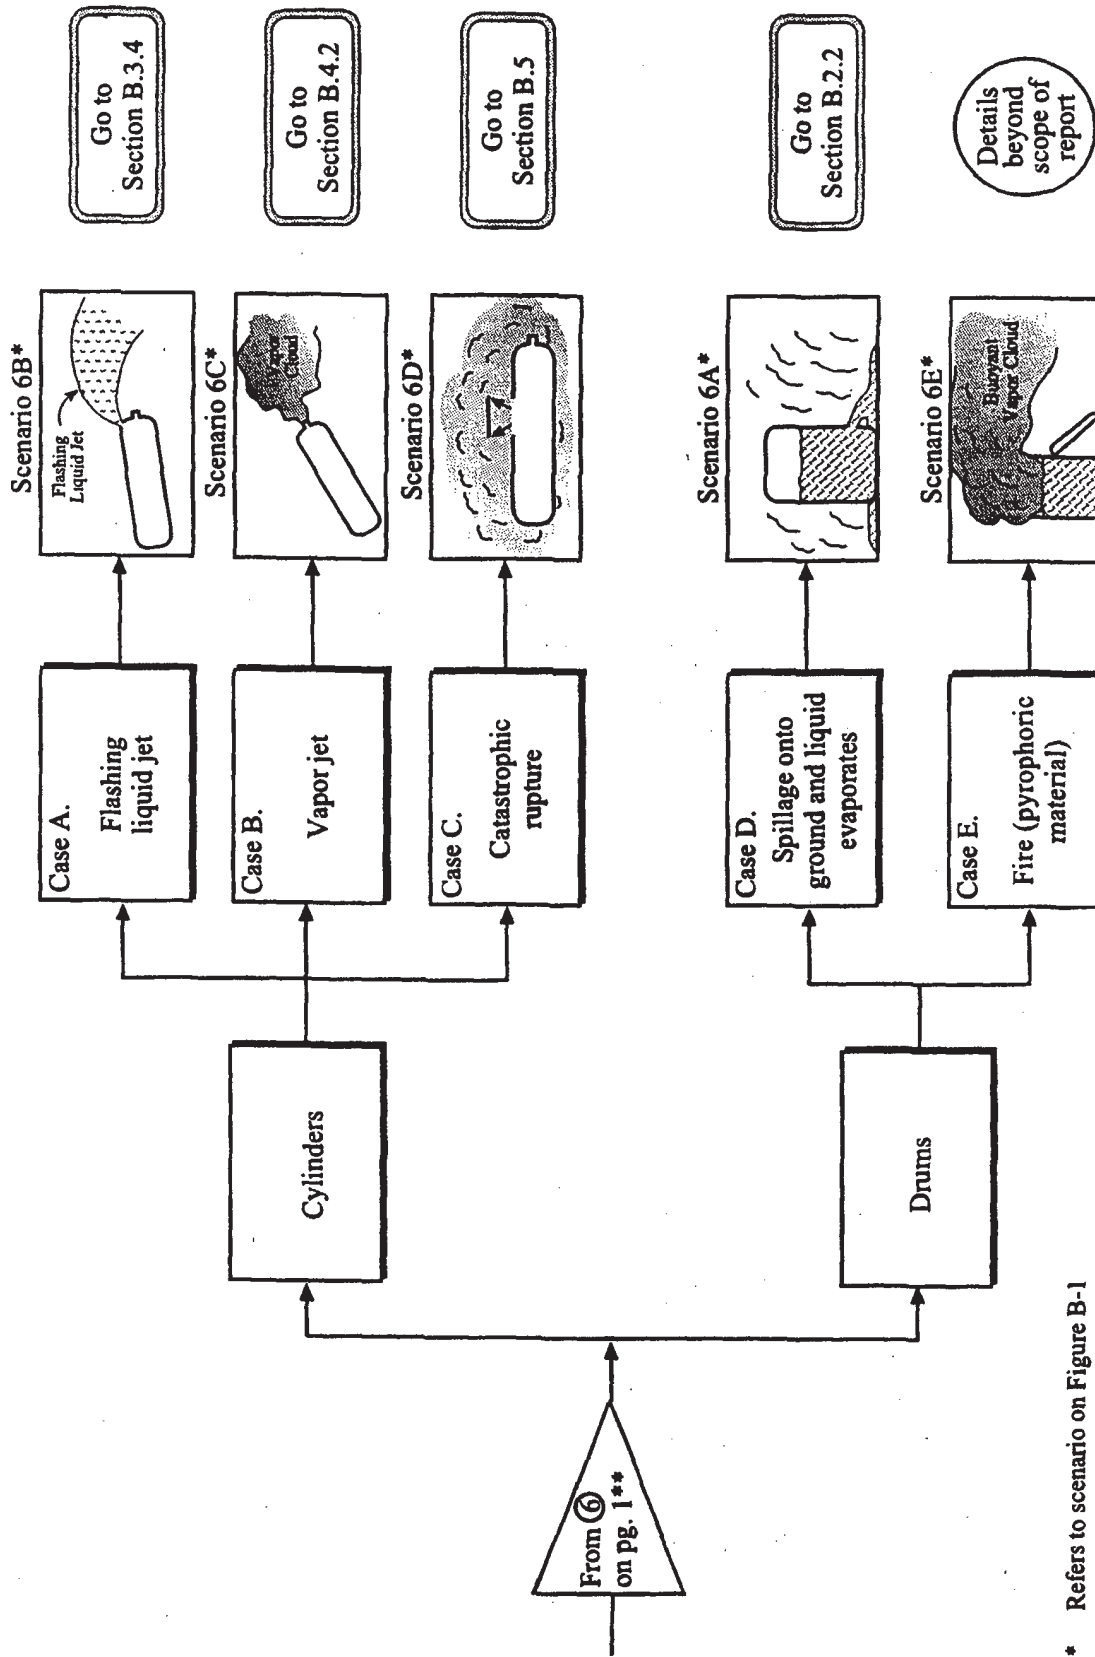 From ⑥
on pg. 1**
Cylinders
Case A.
Flashing
liquid jet
Scenario 6B*
Flashing
Liquid Jet
Go to
Section B.3.4
Case B.
Vapor jet
Scenario 6C*
Vapor
Cloud
Go to
Section B.4.2
Case C.
Catastrophic
rupture
Scenario 6D*
Go to
Section B.5
Drums
Case D.
Spillage onto
ground and liquid
evaporates
Scenario 6A*
Go to
Section B.2.2
Case E.
Fire (pyrophoric
material)
Scenario 6E*
Buoyant
Vapor Cloud
Details
beyond
scope of
report
* Refers to scenario on Figure B-1